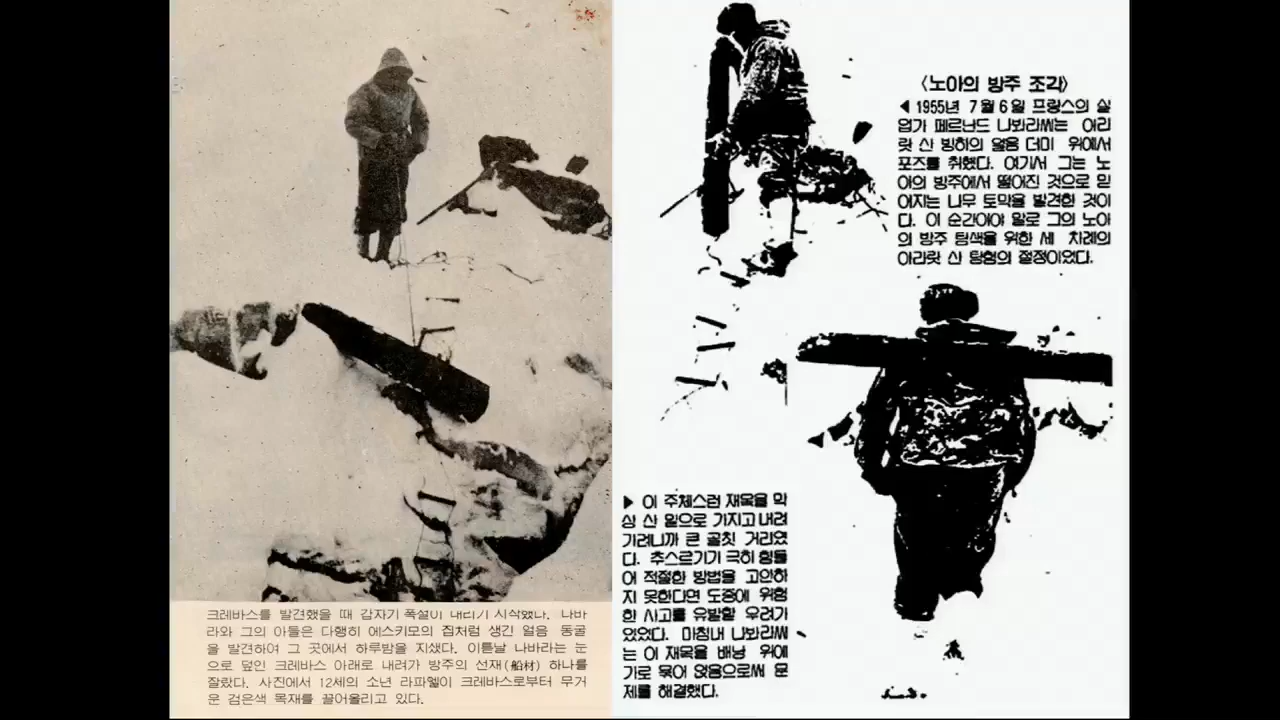 크레바스를 발견했을 때 갑자기 폭설이 내리기 시작했다. 나바
라와 그의 아들은 다행히 에스키모의 집처럼 생긴 얼음 동굴
을 발견하여 그 곳에서 하루밤을 지샜다. 이튿날 나바라는 눈
으로 덮인 크레바스 아래로 내려가 방주의 선재(船材) 하나를
잘랐다. 사진에서 12세의 소년 라파엘이 크레바스로부터 무거
운 검은색 목재를 끌어올리고 있다.
〈노아의 방주 조각〉
◀ 1955년 7월 6일 프랑스의 실
업가 페르난드 나봐라씨는 아리
랏 산 빙하의 얼음 더미 위에서
포즈를 취했다. 여기서 그는 노
아의 방주에서 떨어진 것으로 믿
어지는 나무 토막을 발견한 것이
다. 이 순간이야 말로 그의 노아
의 방주 탐색을 위한 세 차례의
아라랏 산 탐험의 절정이었다.
▶ 이 주체스런 재목을 막
상 산 밑으로 가지고 내려
가려니까 큰 골칫 거리였
다. 추스르기가 극히 힘들
어 적절한 방법을 고안하
지 못한다면 도중에 위험
한 사고를 유발할 우려가
있었다. 마침내 나봐라씨
는 이 재목을 배낭 위에
가로 묶어 얹음으로써 문
제를 해결했다.